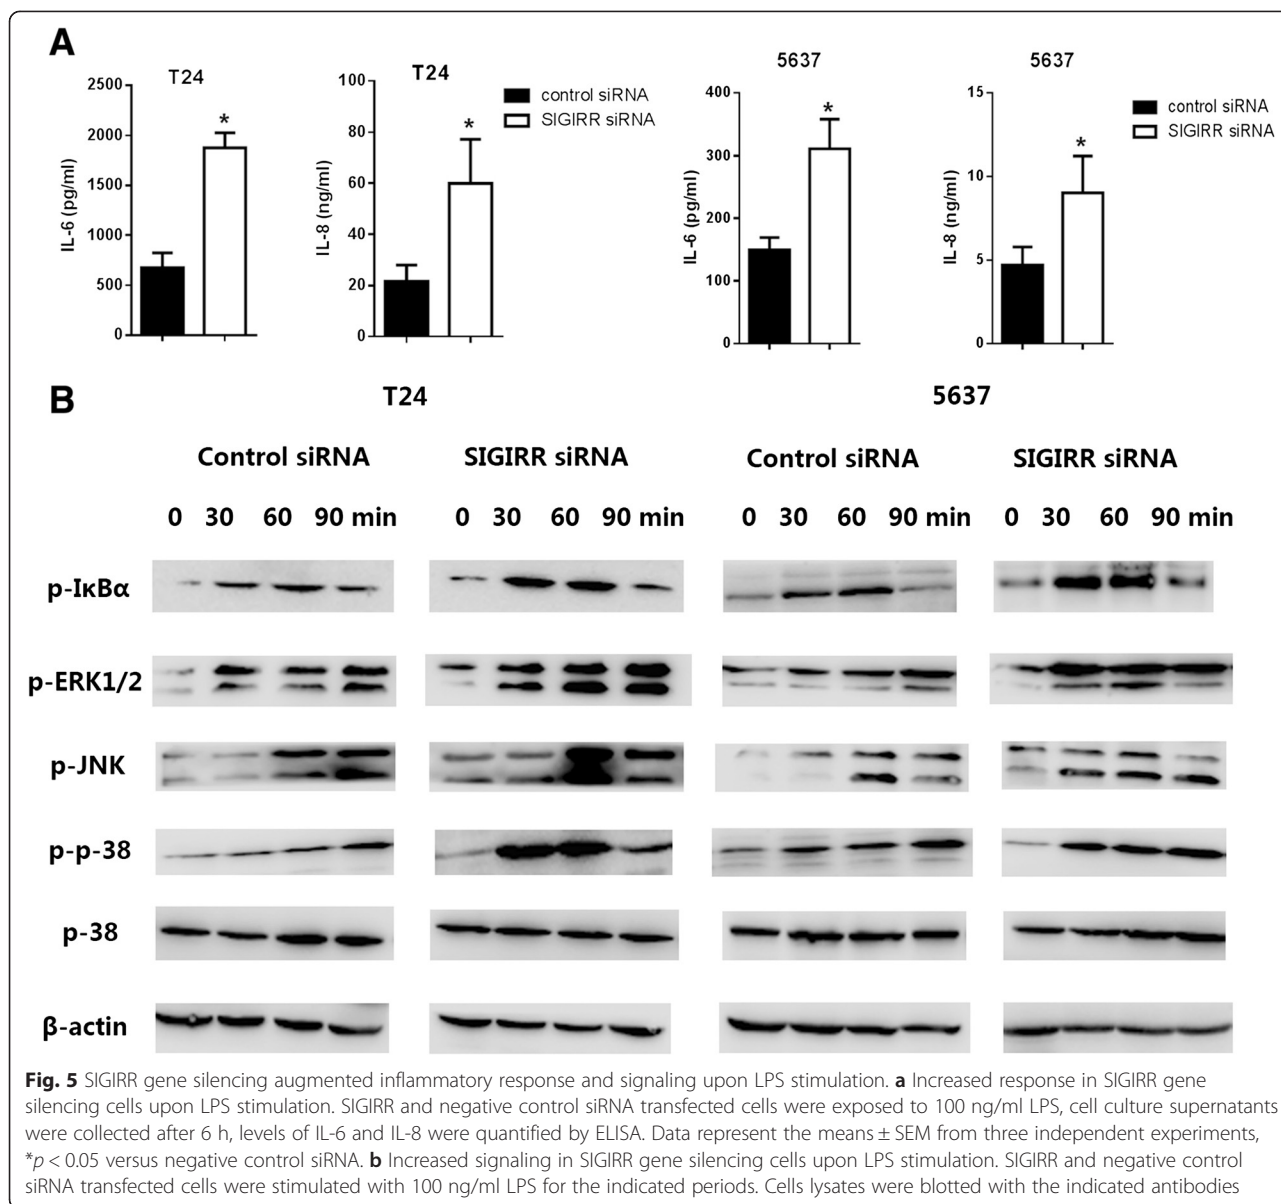 A
T24
2500
2000
1500
1000
500
0
IL-6 (pg/ml)
*
T24
100
80
60
40
20
0
IL-8 (ng/ml)
*
control siRNA
SIGIRR siRNA
5637
400
300
200
100
0
IL-6 (pg/ml)
*
5637
15
10
5
0
IL-8 (ng/ml)
*
control siRNA
SIGIRR siRNA
B
T24 5637
Control siRNA SIGIRR siRNA Control siRNA SIGIRR siRNA
0 30 60 90 min 0 30 60 90 min 0 30 60 90 min 0 30 60 90 min
p-IκBα
p-ERK1/2
p-JNK
p-p-38
p-38
β-actin
Fig. 5 SIGIRR gene silencing augmented inflammatory response and signaling upon LPS stimulation. a Increased response in SIGIRR gene
silencing cells upon LPS stimulation. SIGIRR and negative control siRNA transfected cells were exposed to 100 ng/ml LPS, cell culture supernatants
were collected after 6 h, levels of IL-6 and IL-8 were quantified by ELISA. Data represent the means ± SEM from three independent experiments,
*p < 0.05 versus negative control siRNA. b Increased signaling in SIGIRR gene silencing cells upon LPS stimulation. SIGIRR and negative control
siRNA transfected cells were stimulated with 100 ng/ml LPS for the indicated periods. Cells lysates were blotted with the indicated antibodies